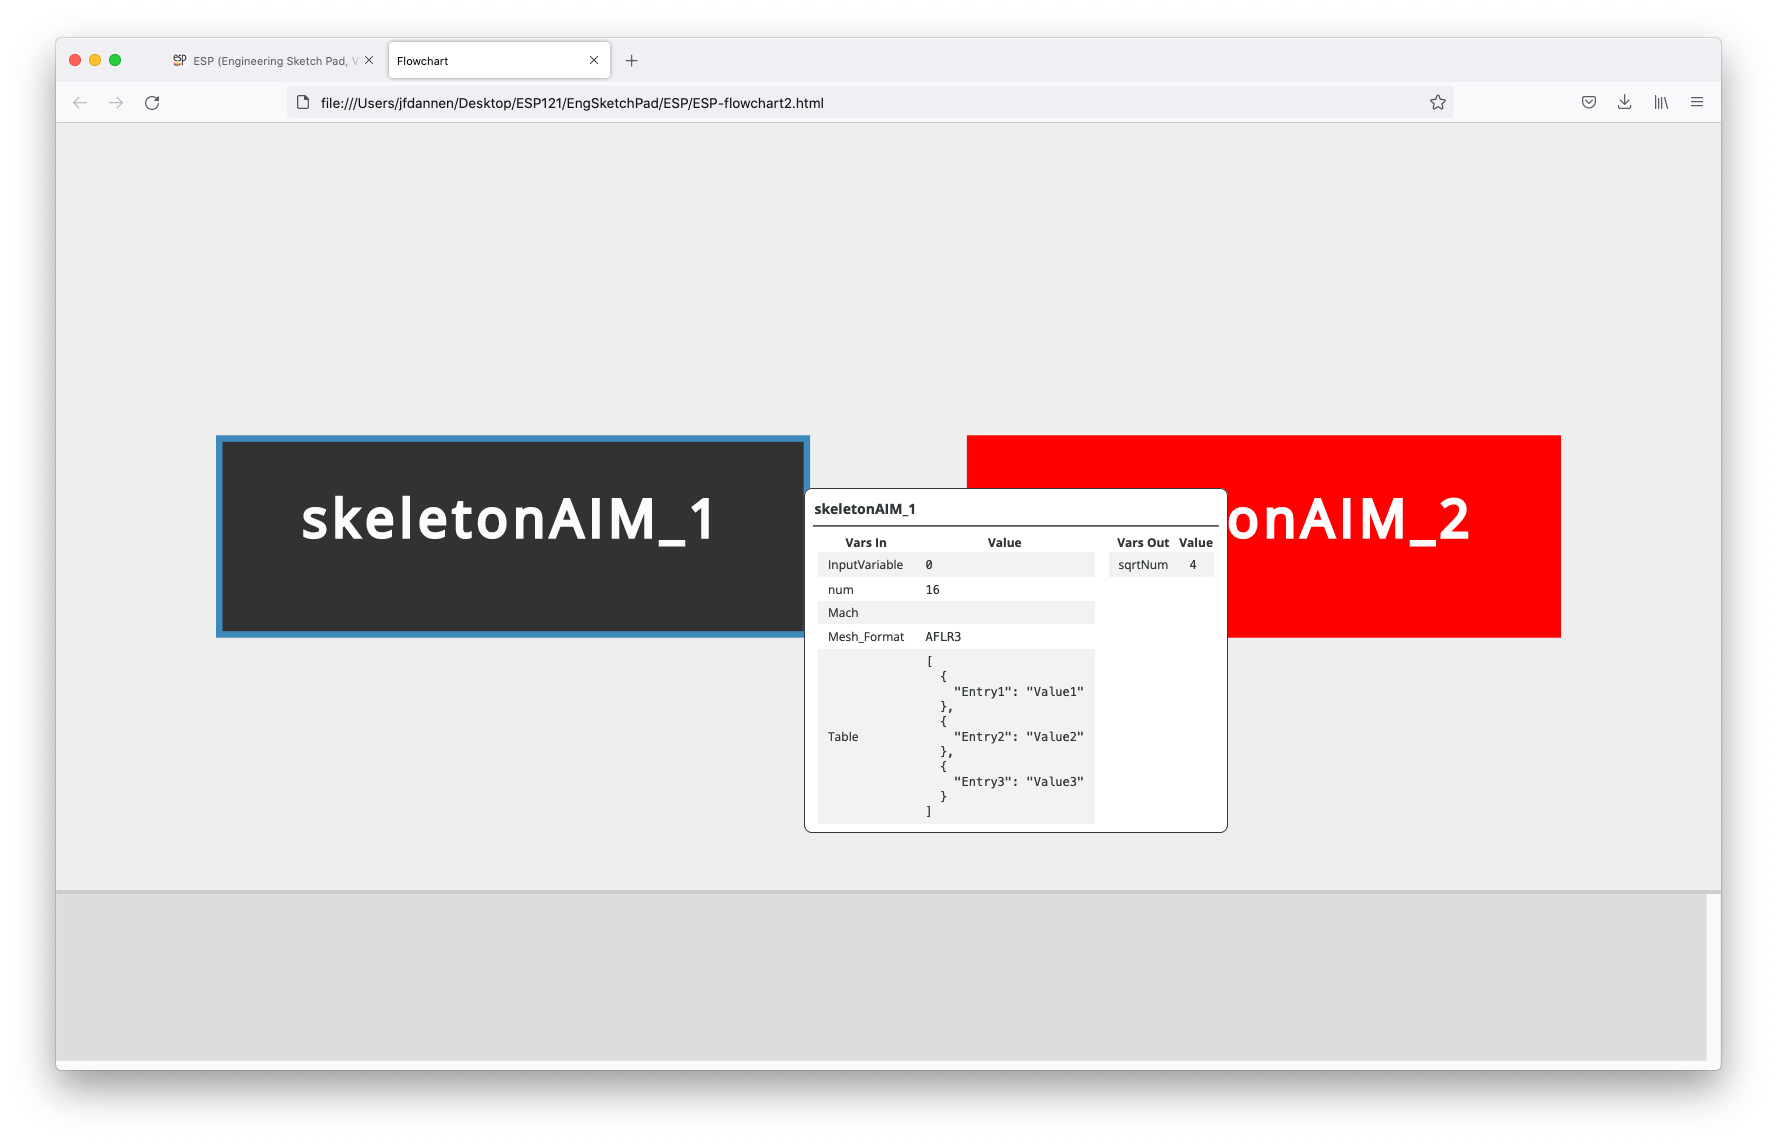 esp ESP (Engineering Sketch Pad, V
Flowchart
file:///Users/jfdannen/Desktop/ESP121/EngSketchPad/ESP/ESP-flowchart2.html
skeletonAIM_1
onAIM_2
skeletonAIM_1
Vars In Value Vars Out Value
InputVariable 0 sqrtNum 4
num 16
Mach
Mesh_Format AFLR3
Table
[
{
"Entry1": "Value1"
},
{
"Entry2": "Value2"
},
{
"Entry3": "Value3"
}
]